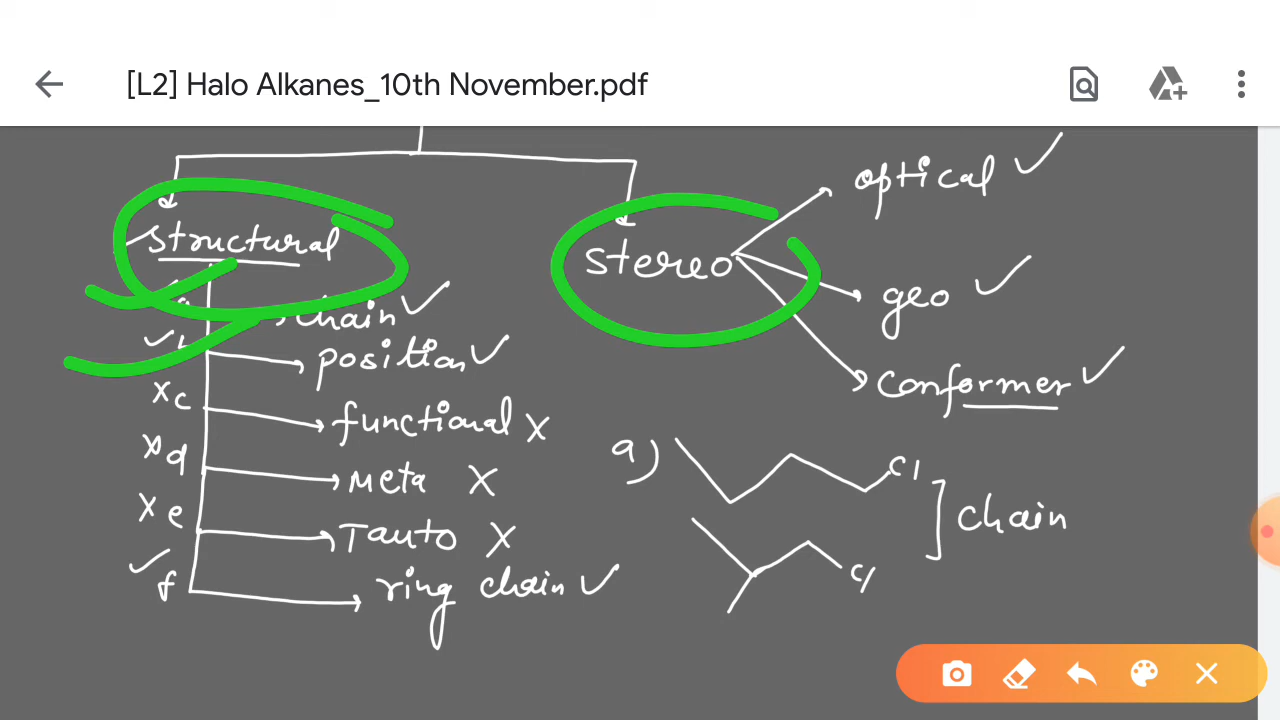 [L2] Halo Alkanes_10th November.pdf
structural
chain ✓
✓ position ✓
x c functional X
x d Meta X
x e Tauto X
✓ f ring chain ✓
stereo
optical ✓
geo ✓
Conformer ✓
a)
Cl
Cl
] chain